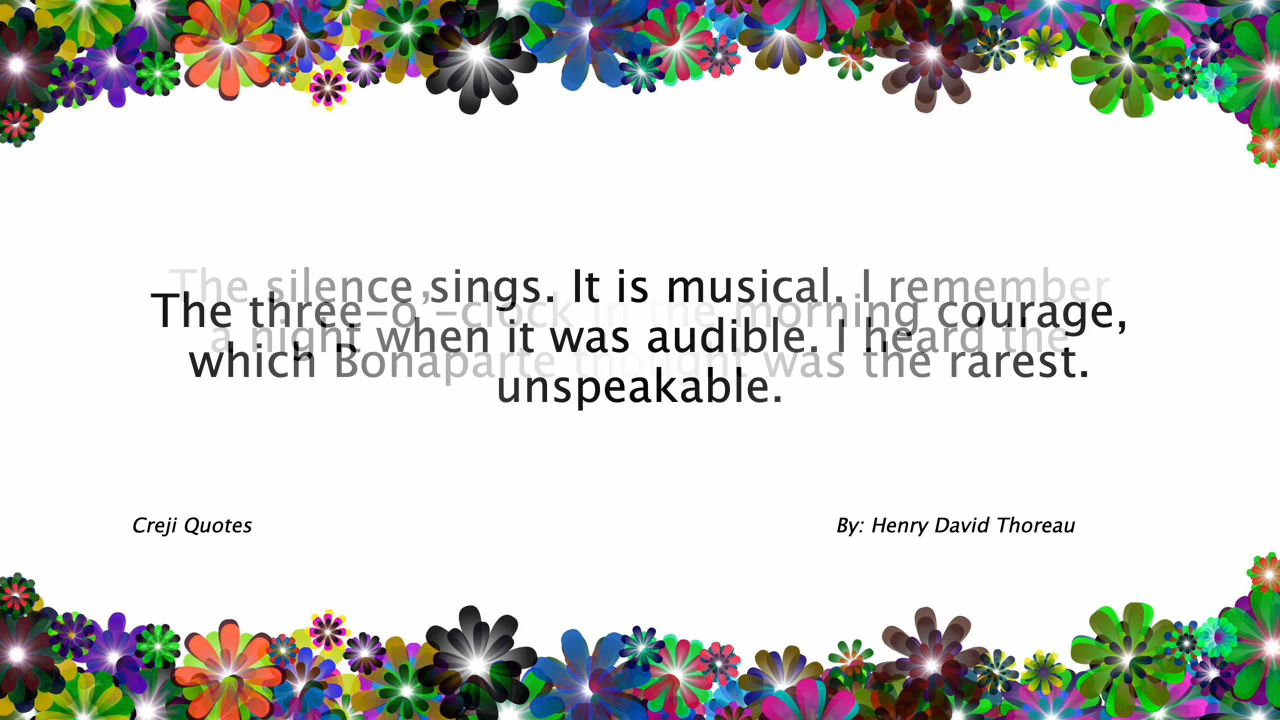 The silence sings. It is musical. I remember
a night when it was audible. I heard the
unspeakable.
The three-o'-clock in the morning courage,
which Bonaparte thought was the rarest.
Creji Quotes
By: Henry David Thoreau